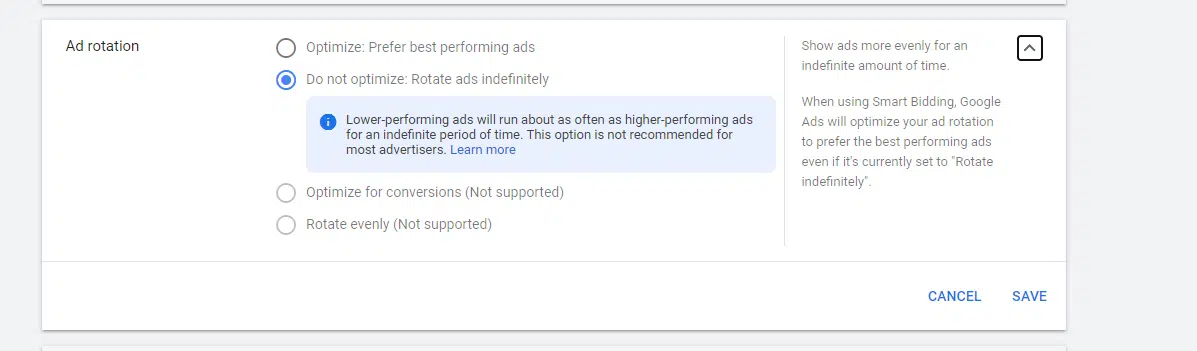 Ad rotation
Optimize: Prefer best performing ads
Do not optimize: Rotate ads indefinitely
Lower-performing ads will run about as often as higher-performing ads
for an indefinite period of time. This option is not recommended for
most advertisers. Learn more
Optimize for conversions (Not supported)
Rotate evenly (Not supported)
Show ads more evenly for an
indefinite amount of time.
When using Smart Bidding, Google
Ads will optimize your ad rotation
to prefer the best performing ads
even if it's currently set to "Rotate
indefinitely".
CANCEL SAVE